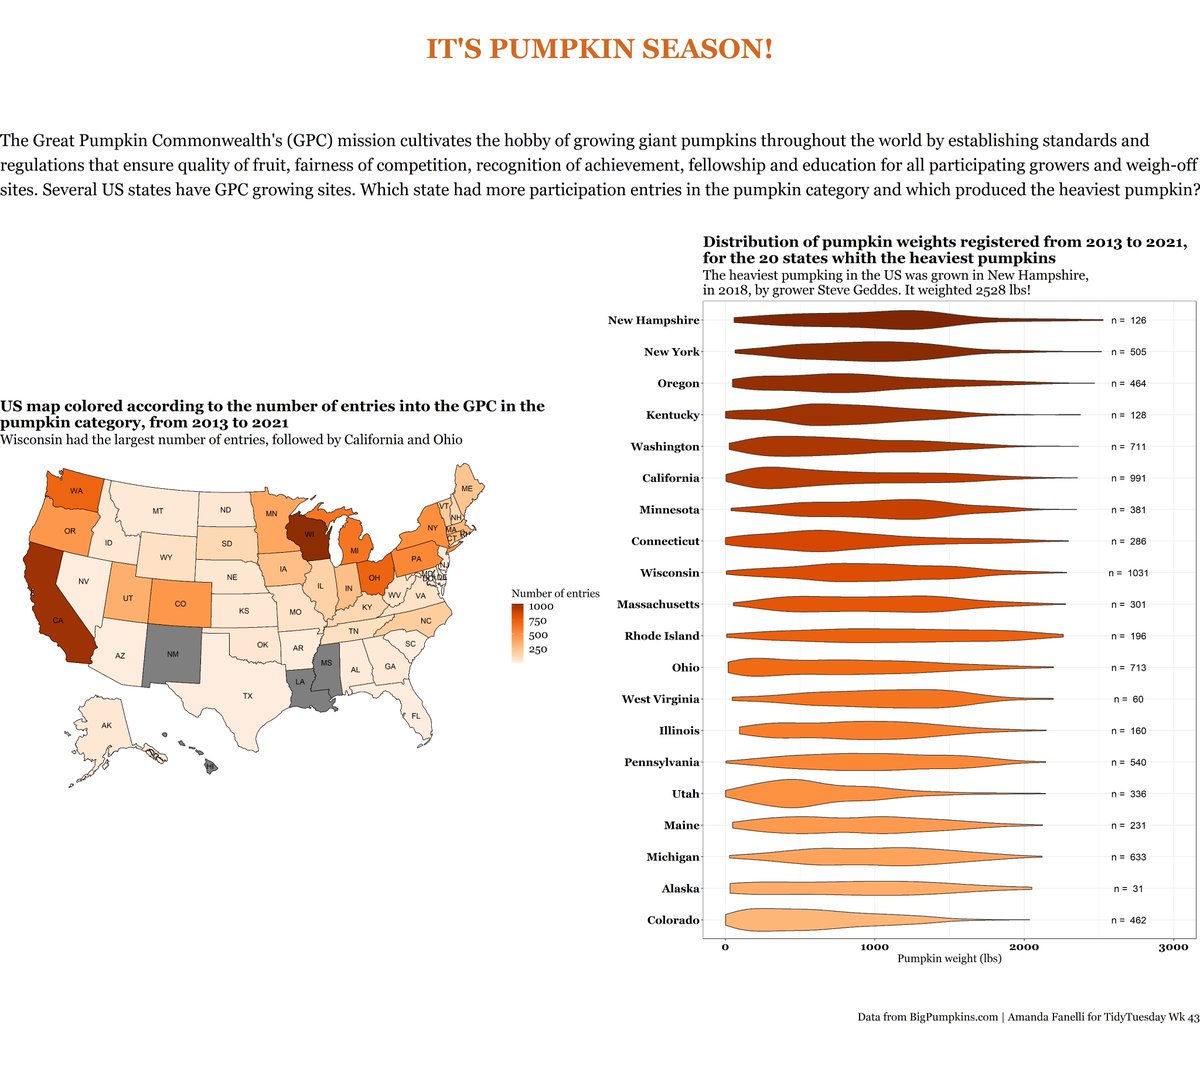 IT'S PUMPKIN SEASON!
The Great Pumpkin Commonwealth's (GPC) mission cultivates the hobby of growing giant pumpkins throughout the world by establishing standards and
regulations that ensure quality of fruit, fairness of competition, recognition of achievement, fellowship and education for all participating growers and weigh-off
sites. Several US states have GPC growing sites. Which state had more participation entries in the pumpkin category and which produced the heaviest pumpkin?
US map colored according to the number of entries into the GPC in the
pumpkin category, from 2013 to 2021
Wisconsin had the largest number of entries, followed by California and Ohio
WA
MT
ND
MN
ME
OR
ID
SD
WI
VT
NH
NY
MA
CT
WY
MI
PA
NJ
NV
NE
IA
IL
IN
OH
UT
CO
WV
VA
CA
KS
MO
KY
NC
TN
AZ
NM
OK
AR
SC
MS
AL
GA
LA
TX
FL
AK
HI
Number of entries
1000
750
500
250
Distribution of pumpkin weights registered from 2013 to 2021,
for the 20 states whith the heaviest pumpkins
The heaviest pumpking in the US was grown in New Hampshire,
in 2018, by grower Steve Geddes. It weighted 2528 lbs!
New Hampshire n = 126
New York n = 505
Oregon n = 464
Kentucky n = 128
Washington n = 711
California n = 991
Minnesota n = 381
Connecticut n = 286
Wisconsin n = 1031
Massachusetts n = 301
Rhode Island n = 196
Ohio n = 713
West Virginia n = 60
Illinois n = 160
Pennsylvania n = 540
Utah n = 336
Maine n = 231
Michigan n = 633
Alaska n = 31
Colorado n = 462
0 1000 2000 3000
Pumpkin weight (lbs)
Data from BigPumpkins.com | Amanda Fanelli for TidyTuesday Wk 43